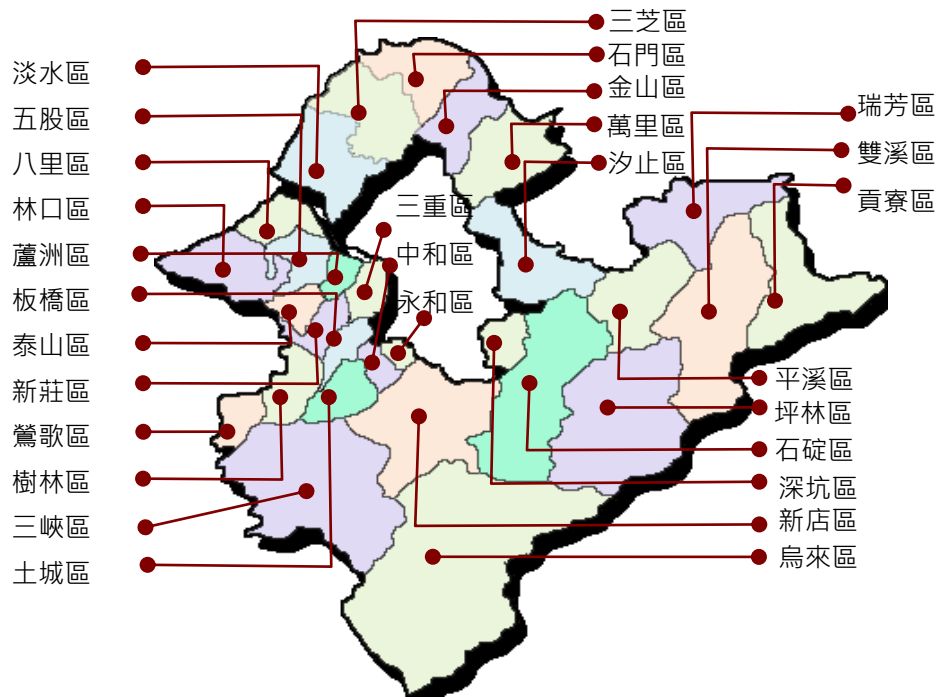 淡水區
五股區
八里區
林口區
蘆洲區
板橋區
泰山區
新莊區
鶯歌區
樹林區
三峽區
土城區
三重區
中和區
永和區
三芝區
石門區
金山區
萬里區
汐止區
瑞芳區
雙溪區
貢寮區
平溪區
坪林區
石碇區
深坑區
新店區
烏來區